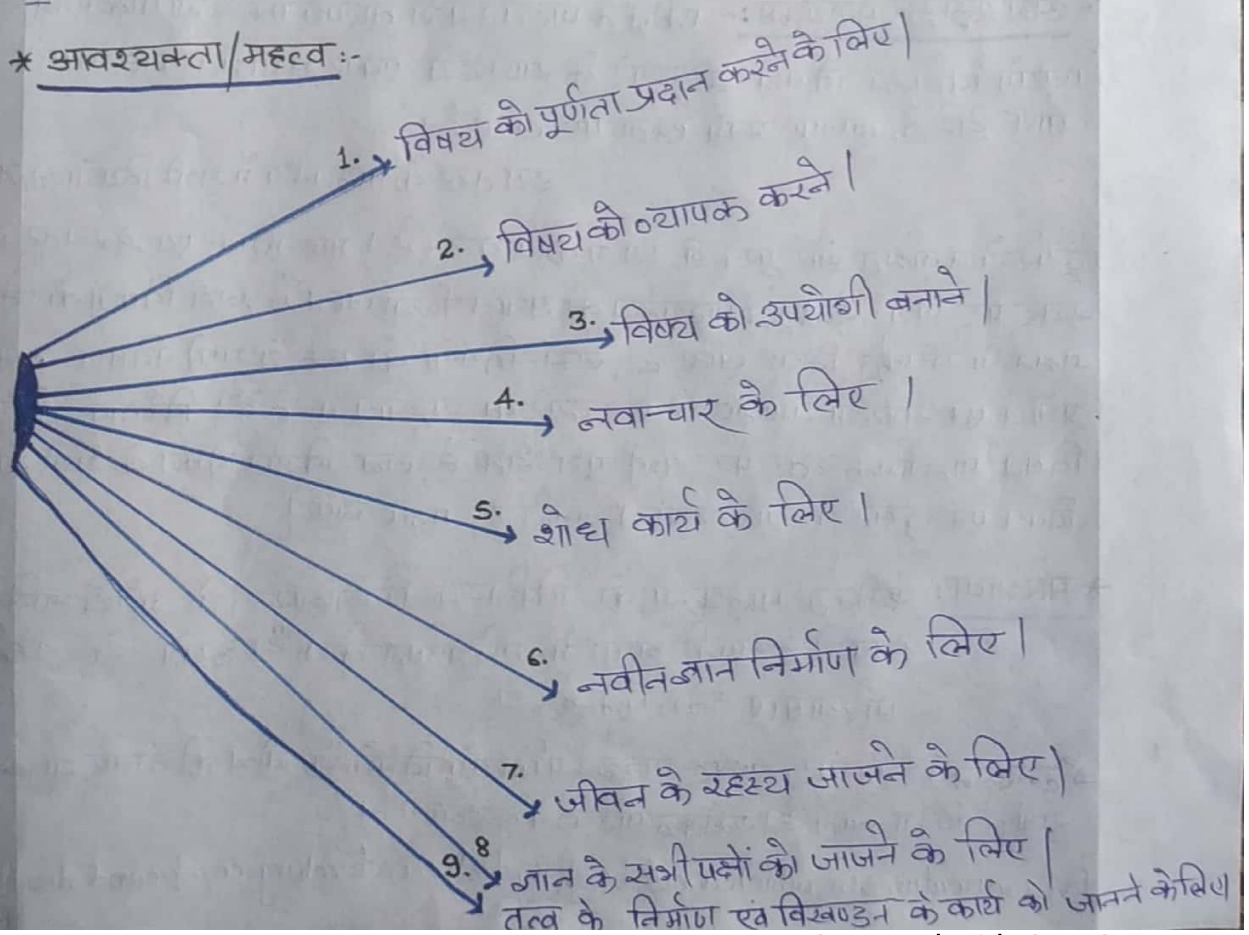 * आवश्यक्ता/महत्व :-
1. विषय को पूर्णता प्रदान करने के लिए।
2. विषय को व्यापक करने।
3. विषय को उपयोगी बनाने।
4. नवाचार के लिए।
5. शोध कार्य के लिए।
6. नवीन ज्ञान निर्माण के लिए।
7. जीवन के रहस्य जानने के लिए।
8 ज्ञान के सभी पक्षों को जानने के लिए।
9. तत्व के निर्माण एवं विखण्डन के कार्य को जानने के लिए।